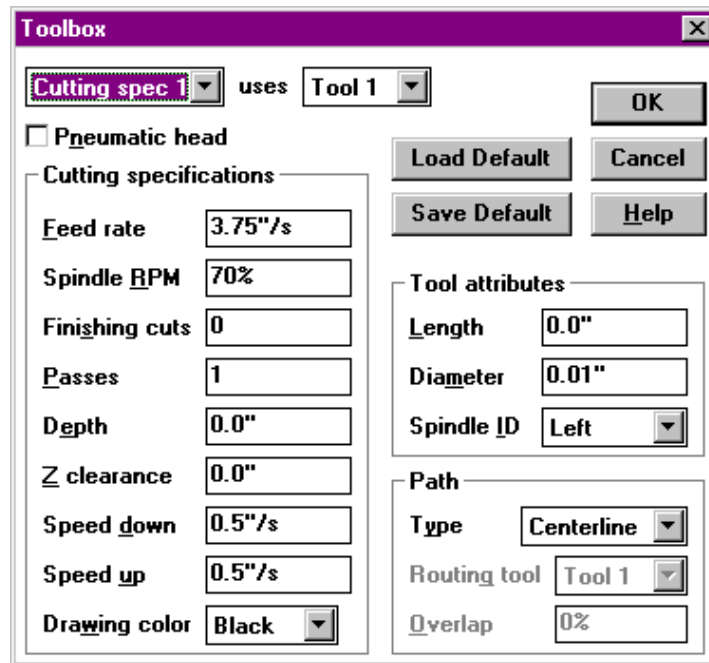 Toolbox
Cutting spec 1 uses Tool 1
OK
Pneumatic head
Load Default Cancel
Cutting specifications
Save Default Help
Feed rate 3.75"/s
Spindle RPM 70%
Finishing cuts 0
Passes 1
Depth 0.0"
Z clearance 0.0"
Speed down 0.5"/s
Speed up 0.5"/s
Drawing color Black
Tool attributes
Length 0.0"
Diameter 0.01"
Spindle ID Left
Path
Type Centerline
Routing tool Tool 1
Overlap 0%